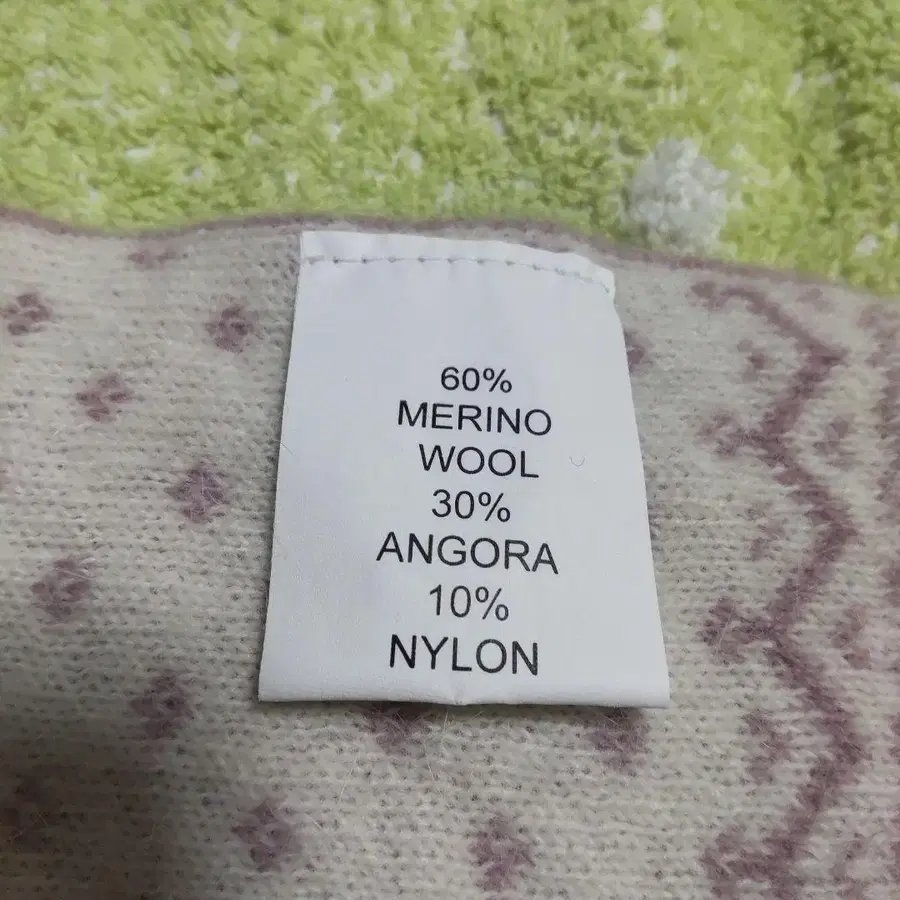 60%
MERINO
WOOL
30%
ANGORA
10%
NYLON